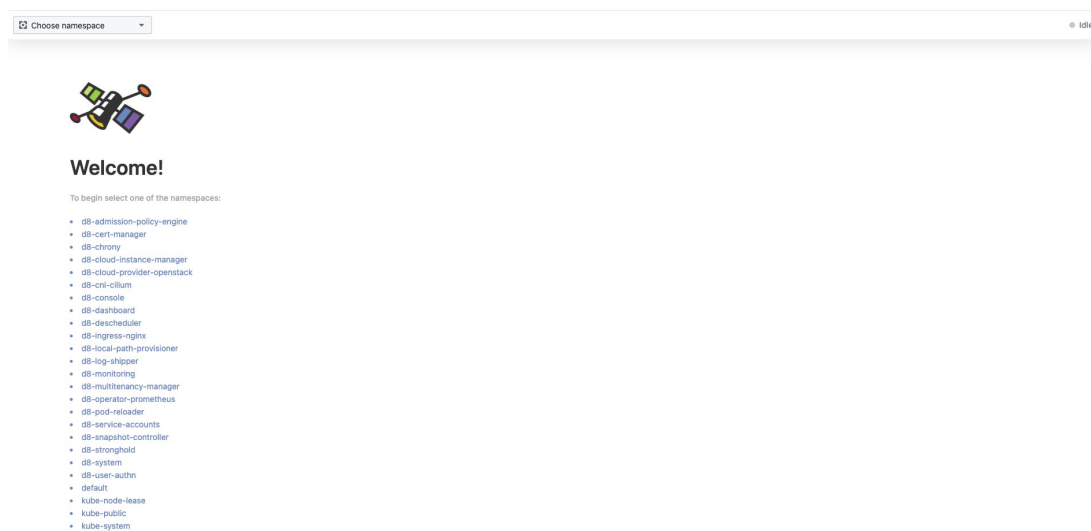 Choose namespace
Idle
Welcome!
To begin select one of the namespaces:
d8-admission-policy-engine
d8-cert-manager
d8-chrony
d8-cloud-instance-manager
d8-cloud-provider-openstack
d8-cni-cilium
d8-console
d8-dashboard
d8-descheduler
d8-ingress-nginx
d8-local-path-provisioner
d8-log-shipper
d8-monitoring
d8-multitenancy-manager
d8-operator-prometheus
d8-pod-reloader
d8-service-accounts
d8-snapshot-controller
d8-stronghold
d8-system
d8-user-authn
default
kube-node-lease
kube-public
kube-system